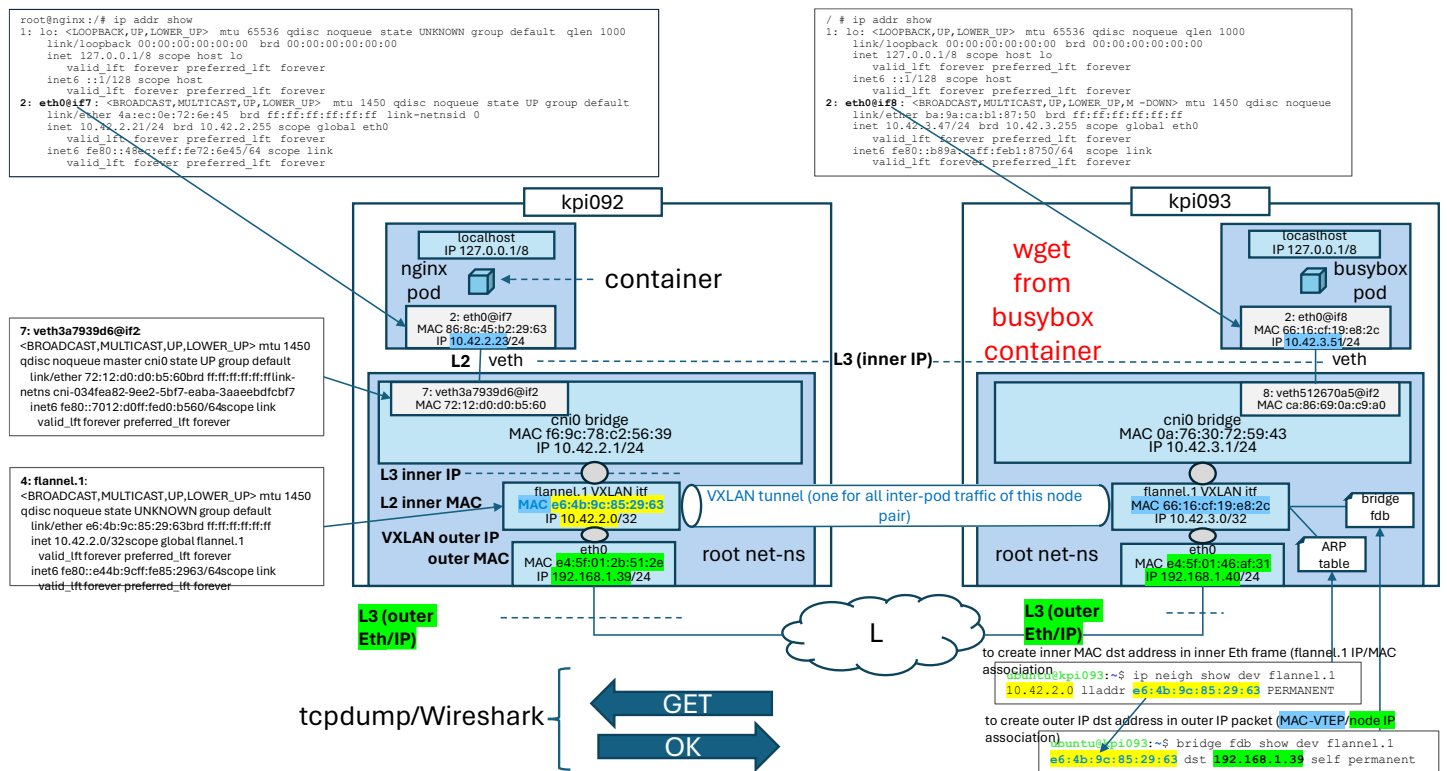 root@nginx:/# ip addr show
1: lo: <LOOPBACK,UP,LOWER_UP> mtu 65536 qdisc noqueue state UNKNOWN group default qlen 1000
link/loopback 00:00:00:00:00:00 brd 00:00:00:00:00:00
inet 127.0.0.1/8 scope host lo
valid_lft forever preferred_lft forever
inet6 ::1/128 scope host
valid_lft forever preferred_lft forever
2: eth0@if7: <BROADCAST,MULTICAST,UP,LOWER_UP> mtu 1450 qdisc noqueue state UP group default
link/ether 4a:ec:0e:72:6e:45 brd ff:ff:ff:ff:ff:ff link-netnsid 0
inet 10.42.2.21/24 brd 10.42.2.255 scope global eth0
valid_lft forever preferred_lft forever
inet6 fe80::48ec:eff:fe72:6e45/64 scope link
valid_lft forever preferred_lft forever
/ # ip addr show
1: lo: <LOOPBACK,UP,LOWER_UP> mtu 65536 qdisc noqueue qlen 1000
link/loopback 00:00:00:00:00:00 brd 00:00:00:00:00:00
inet 127.0.0.1/8 scope host lo
valid_lft forever preferred_lft forever
inet6 ::1/128 scope host
valid_lft forever preferred_lft forever
2: eth0@if8: <BROADCAST,MULTICAST,UP,LOWER_UP,M -DOWN> mtu 1450 qdisc noqueue
link/ether ba:9a:ca:b1:87:50 brd ff:ff:ff:ff:ff:ff
inet 10.42.3.47/24 brd 10.42.3.255 scope global eth0
valid_lft forever preferred_lft forever
inet6 fe80::b89a:caff:feb1:8750/64 scope link
valid_lft forever preferred_lft forever
kpi092
localhost
IP 127.0.0.1/8
nginx
pod
container
2: eth0@if7
MAC 86:8c:45:b2:29:63
IP 10.42.2.23/24
L2 veth
L3 (inner IP)
kpi093
locaslhost
IP 127.0.0.1/8
wget
from
busybox
container
busybox
pod
2: eth0@if8
MAC 66:16:cf:19:e8:2c
IP 10.42.3.51/24
veth
7: veth3a7939d6@if2:
<BROADCAST,MULTICAST,UP,LOWER_UP> mtu 1450
qdisc noqueue master cni0 state UP group default
link/ether 72:12:d0:d0:b5:60brd ff:ff:ff:ff:ff:fflink-
netns cni-034fea82-9ee2-5bf7-eaba-3aaeebdfcbf7
inet6 fe80::7012:d0ff:fed0:b560/64scope link
valid_lft forever preferred_lft forever
7: veth3a7939d6@if2
MAC 72:12:d0:d0:b5:60
cni0 bridge
MAC f6:9c:78:c2:56:39
IP 10.42.2.1/24
8: veth512670a5@if2
MAC ca:86:69:0a:c9:a0
cni0 bridge
MAC 0a:76:30:72:59:43
IP 10.42.3.1/24
4: flannel.1:
<BROADCAST,MULTICAST,UP,LOWER_UP> mtu 1450
qdisc noqueue state UNKNOWN group default
link/ether e6:4b:9c:85:29:63brd ff:ff:ff:ff:ff:ff
inet 10.42.2.0/32scope global flannel.1
valid_lft forever preferred_lft forever
inet6 fe80::e44b:9cff:fe85:2963/64scope link
valid_lft forever preferred_lft forever
L3 inner IP
L2 inner MAC
flannel.1 VXLAN itf
MAC e6:4b:9c:85:29:63
IP 10.42.2.0/32
VXLAN tunnel (one for all inter-pod traffic of this node
pair)
flannel.1 VXLAN itf
MAC 66:16:cf:19:e8:2c
IP 10.42.3.0/32
bridge
fdb
VXLAN outer IP
outer MAC
eth0
MAC e4:5f:01:2b:51:2e
IP 192.168.1.39/24
root net-ns
root net-ns
eth0
MAC e4:5f:01:46:af:31
IP 192.168.1.40/24
ARP
table
L3 (outer
Eth/IP)
L
L3 (outer
Eth/IP)
to create inner MAC dst address in inner Eth frame (flannel.1 IP/MAC
association
ubuntu@kpi093:~$ ip neigh show dev flannel.1
10.42.2.0 lladdr e6:4b:9c:85:29:63 PERMANENT
tcpdump/Wireshark
GET
OK
to create outer IP dst address in outer IP packet (MAC-VTEP/node IP
association)
ubuntu@kpi093:~$ bridge fdb show dev flannel.1
e6:4b:9c:85:29:63 dst 192.168.1.39 self permanent